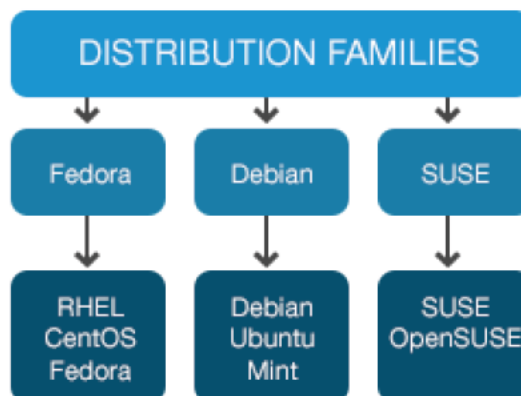 DISTRIBUTION FAMILIES
Fedora
Debian
SUSE
RHEL
CentOS
Fedora
Debian
Ubuntu
Mint
SUSE
OpenSUSE